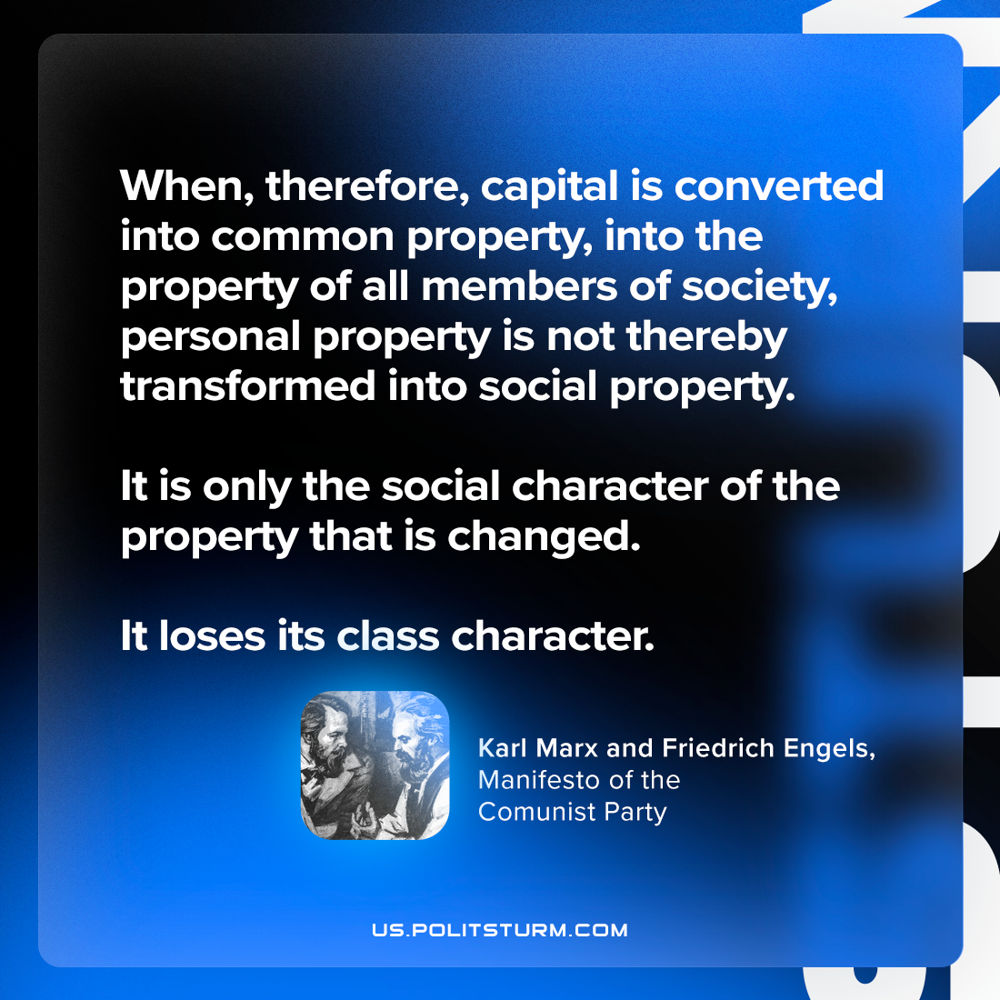 When, therefore, capital is converted
into common property, into the
property of all members of society,
personal property is not thereby
transformed into social property.
It is only the social character of the
property that is changed.
It loses its class character.
Karl Marx and Friedrich Engels,
Manifesto of the
Comunist Party
US.POLITSTURM.COM